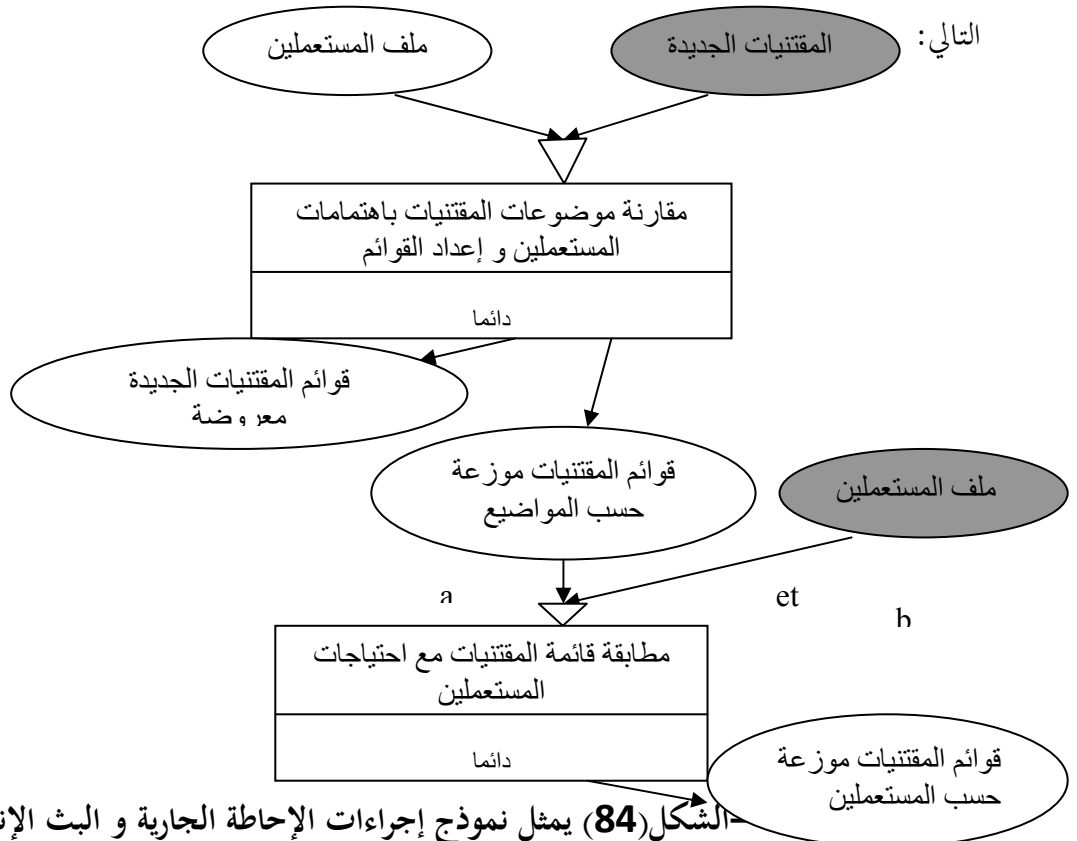 التالي:
المقتنيات الجديدة
ملف المستعملين
مقارنة موضوعات المقتنيات باهتمامات
المستعملين و إعداد القوائم
دائما
قوائم المقتنيات الجديدة
معروضة
قوائم المقتنيات موزعة
حسب المواضيع
ملف المستعملين
a
et
b
مطابقة قائمة المقتنيات مع احتياجات
المستعملين
دائما
قوائم المقتنيات موزعة
حسب المستعملين
-الشكل(84) يمثل نموذج إجراءات الإحاطة الجارية و البث